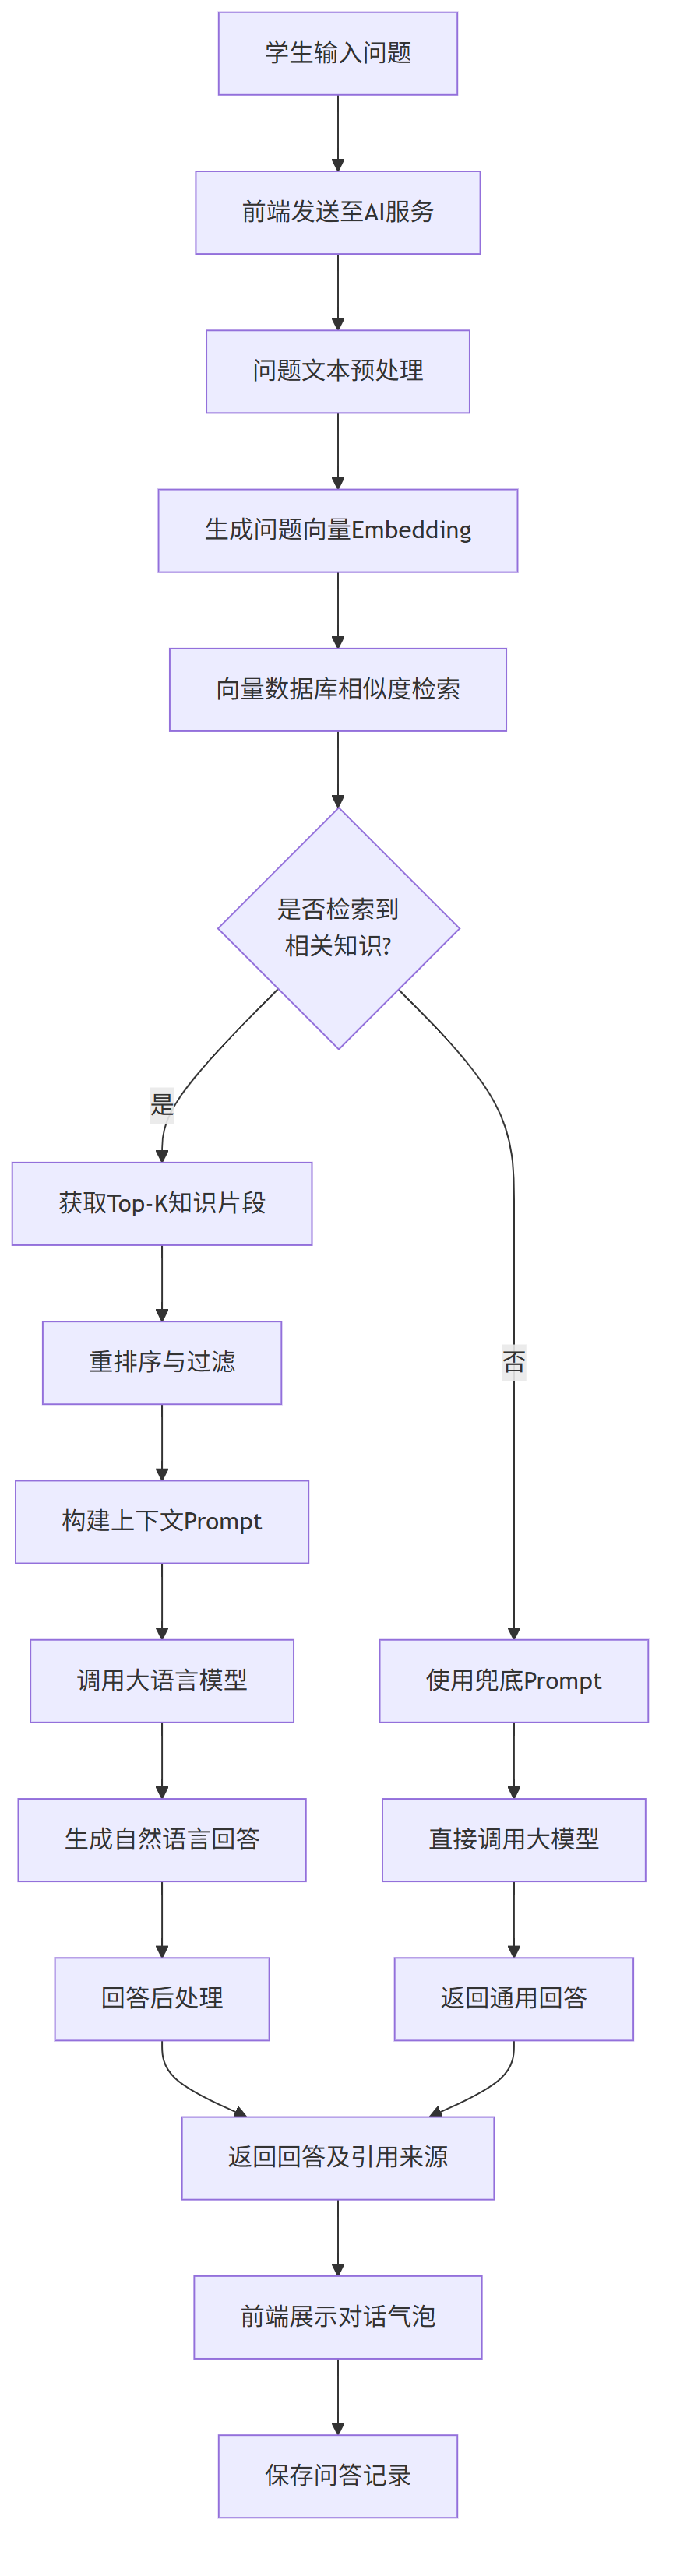 学生输入问题
前端发送至AI服务
问题文本预处理
生成问题向量Embedding
向量数据库相似度检索
是否检索到
相关知识?
是
获取Top-K知识片段
重排序与过滤
否
构建上下文Prompt
调用大语言模型
使用兜底Prompt
生成自然语言回答
直接调用大模型
回答后处理
返回通用回答
返回回答及引用来源
前端展示对话气泡
保存问答记录